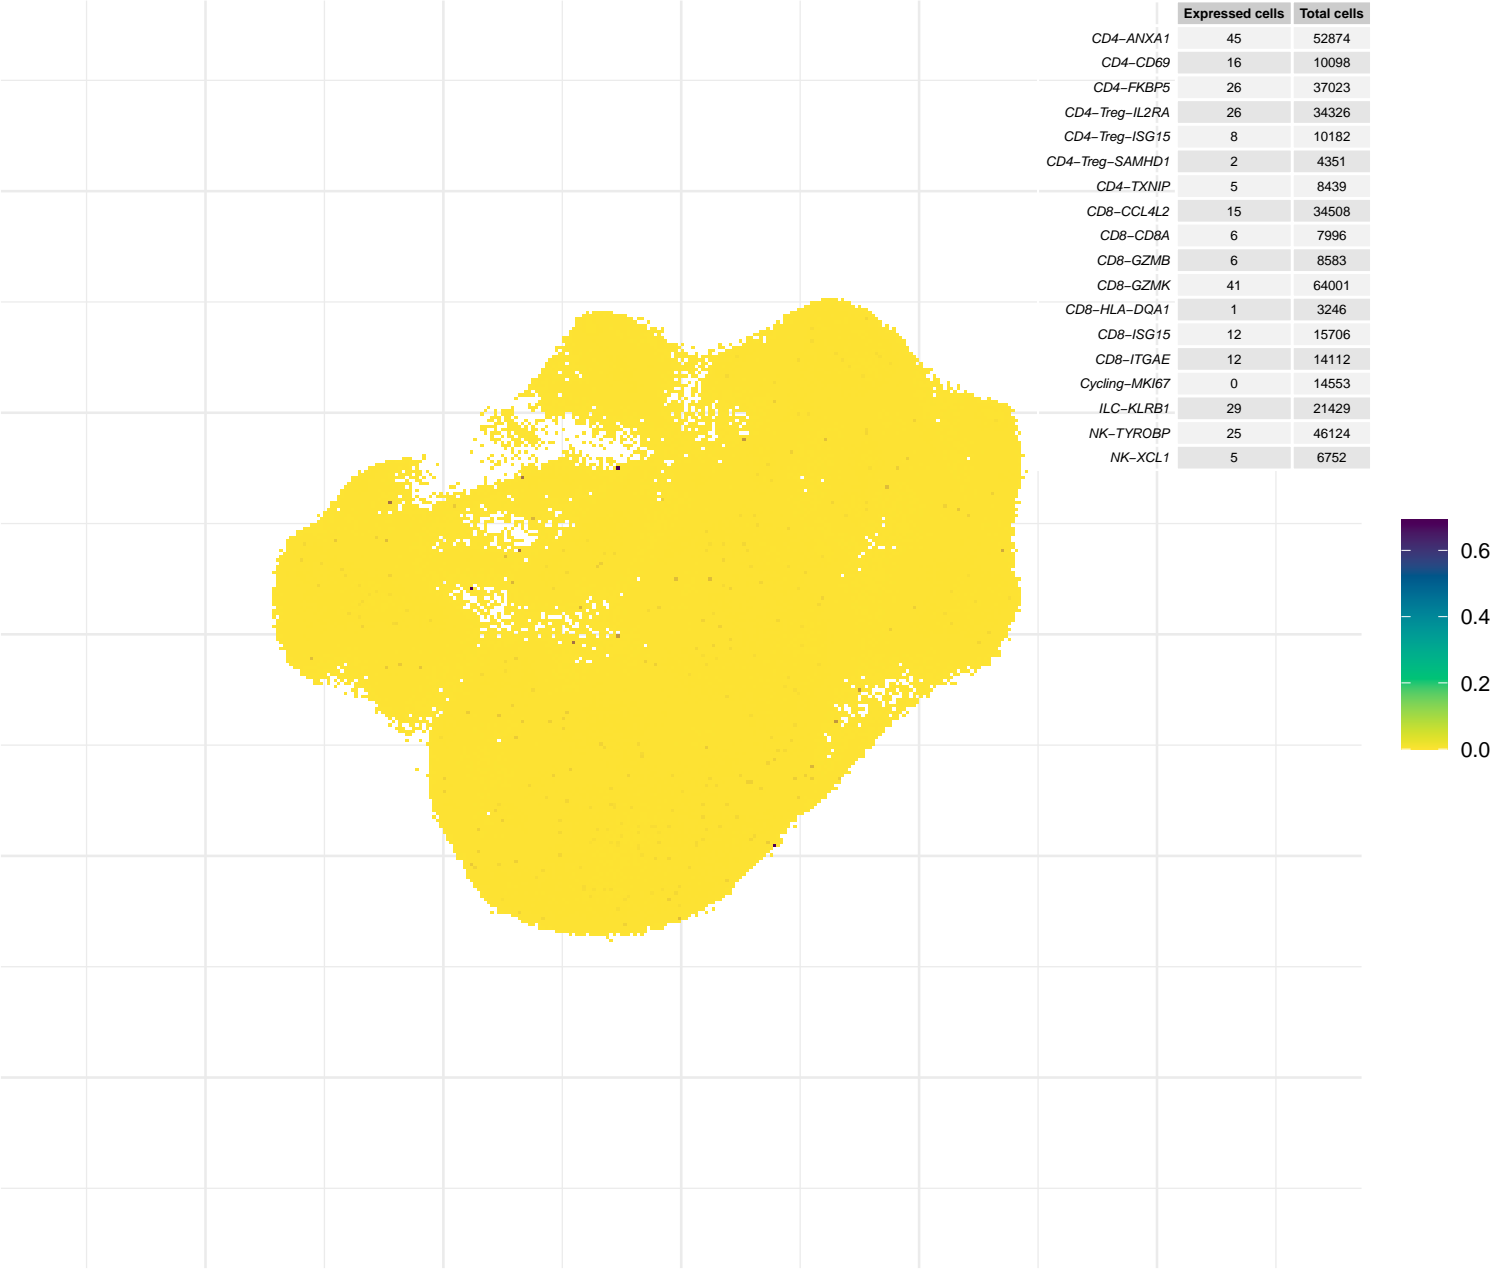 Expressed cells Total cells
CD4−ANXA1 45 52874
CD4−CD69 16 10098
CD4−FKBP5 26 37023
CD4−Treg−IL2RA 26 34326
CD4−Treg−ISG15 8 10182
CD4−Treg−SAMHD1 2 4351
CD4−TXNIP 5 8439
CD8−CCL4L2 15 34508
CD8−CD8A 6 7996
CD8−GZMB 6 8583
CD8−GZMK 41 64001
CD8−HLA−DQA1 1 3246
CD8−ISG15 12 15706
CD8−ITGAE 12 14112
Cycling−MKI67 0 14553
ILC−KLRB1 29 21429
NK−TYROBP 25 46124
NK−XCL1 5 6752
0.6
0.4
0.2
0.0